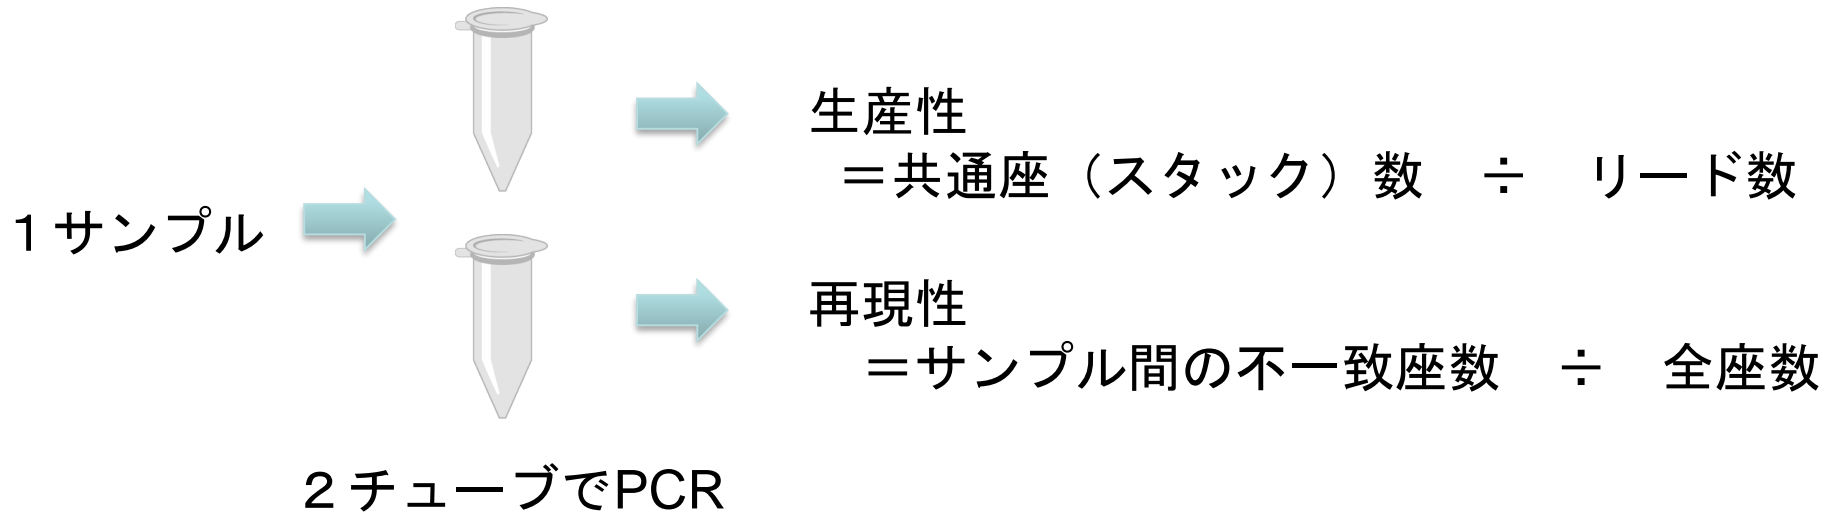 １サンプル
２チューブでPCR
生産性
＝共通座（スタック）数　÷　リード数
再現性
＝サンプル間の不一致座数　÷　全座数